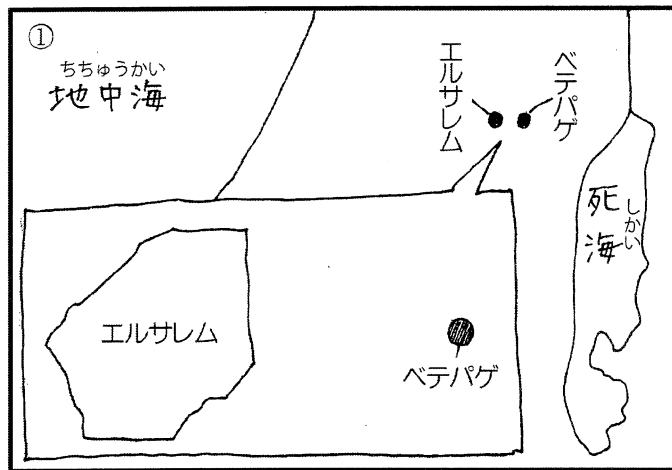 ①
ちちゅうかい
地中海
エルサレム
ベテパゲ
死海
しかい
エルサレム
ベテパゲ